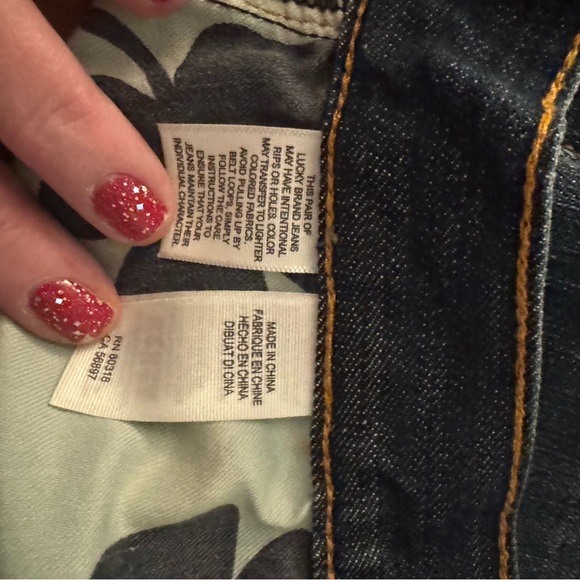 THIS PAIR OF
LUCKY BRAND JEANS
MAY HAVE INTENTIONAL
RIPS OR HOLES. COLOR
MAY TRANSFER TO LIGHTER
COLORED FABRICS.
AVOID PULLING UP BY
BELT LOOPS, SIMPLY
FOLLOW THE CARE
INSTRUCTIONS TO
ENSURE THAT YOUR
JEANS MAINTAIN THEIR
INDIVIDUAL CHARACTER.
MADE IN CHINA
FABRIQUE EN CHINE
HECHO EN CHINA
DIBUAT DI CINA
RN 80318
CA 56897